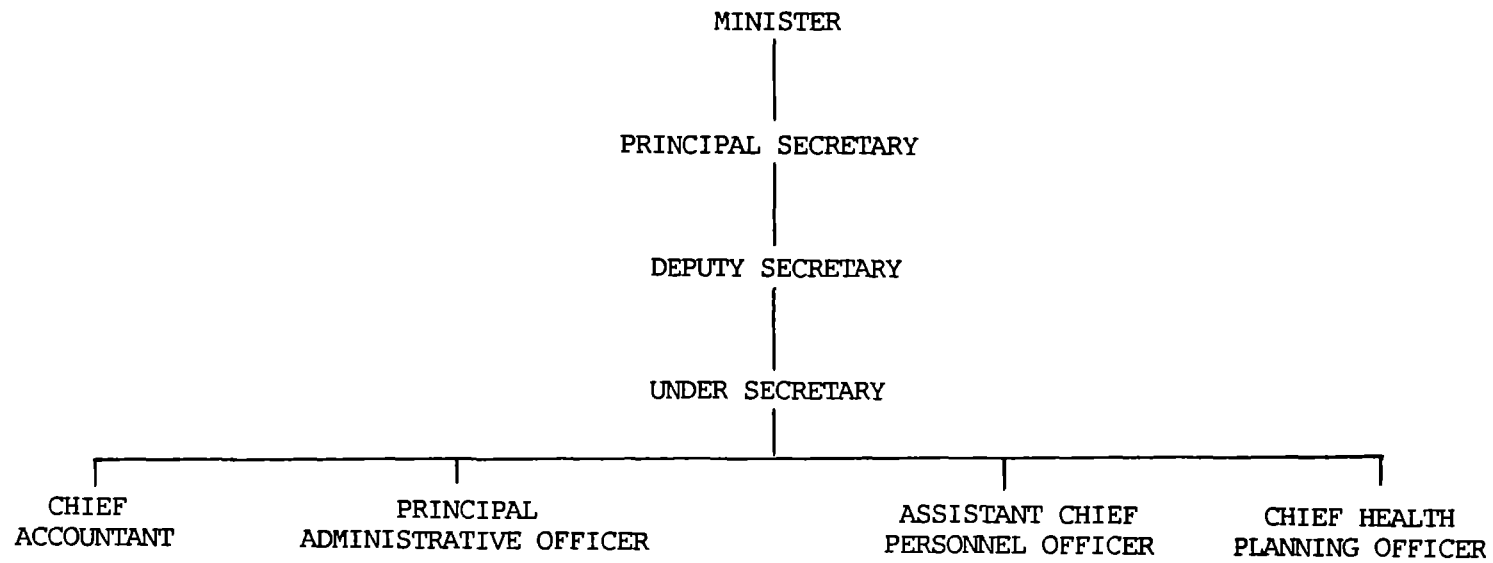 MINISTER
PRINCIPAL SECRETARY
DEPUTY SECRETARY
UNDER SECRETARY
CHIEF
ACCOUNTANT
PRINCIPAL
ADMINISTRATIVE OFFICER
ASSISTANT CHIEF
PERSONNEL OFFICER
CHIEF HEALTH
PLANNING OFFICER